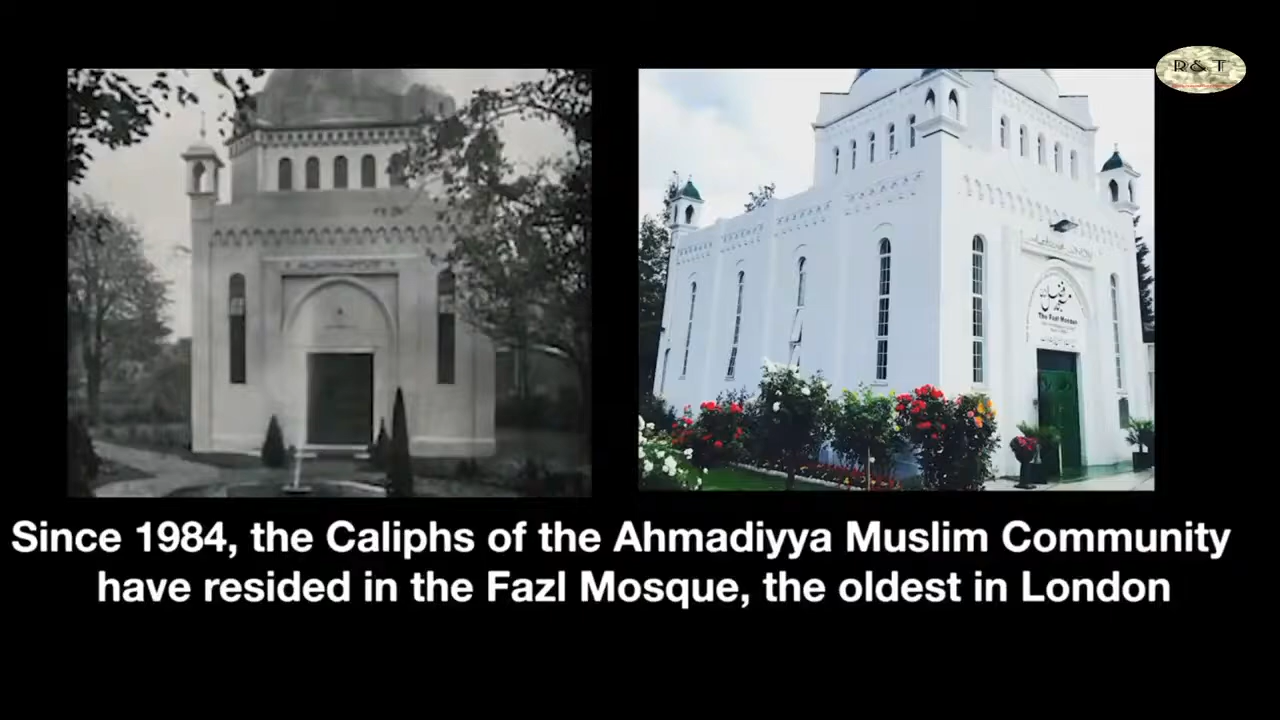 R & T
The Fazl Mosque
Since 1984, the Caliphs of the Ahmadiyya Muslim Community
have resided in the Fazl Mosque, the oldest in London